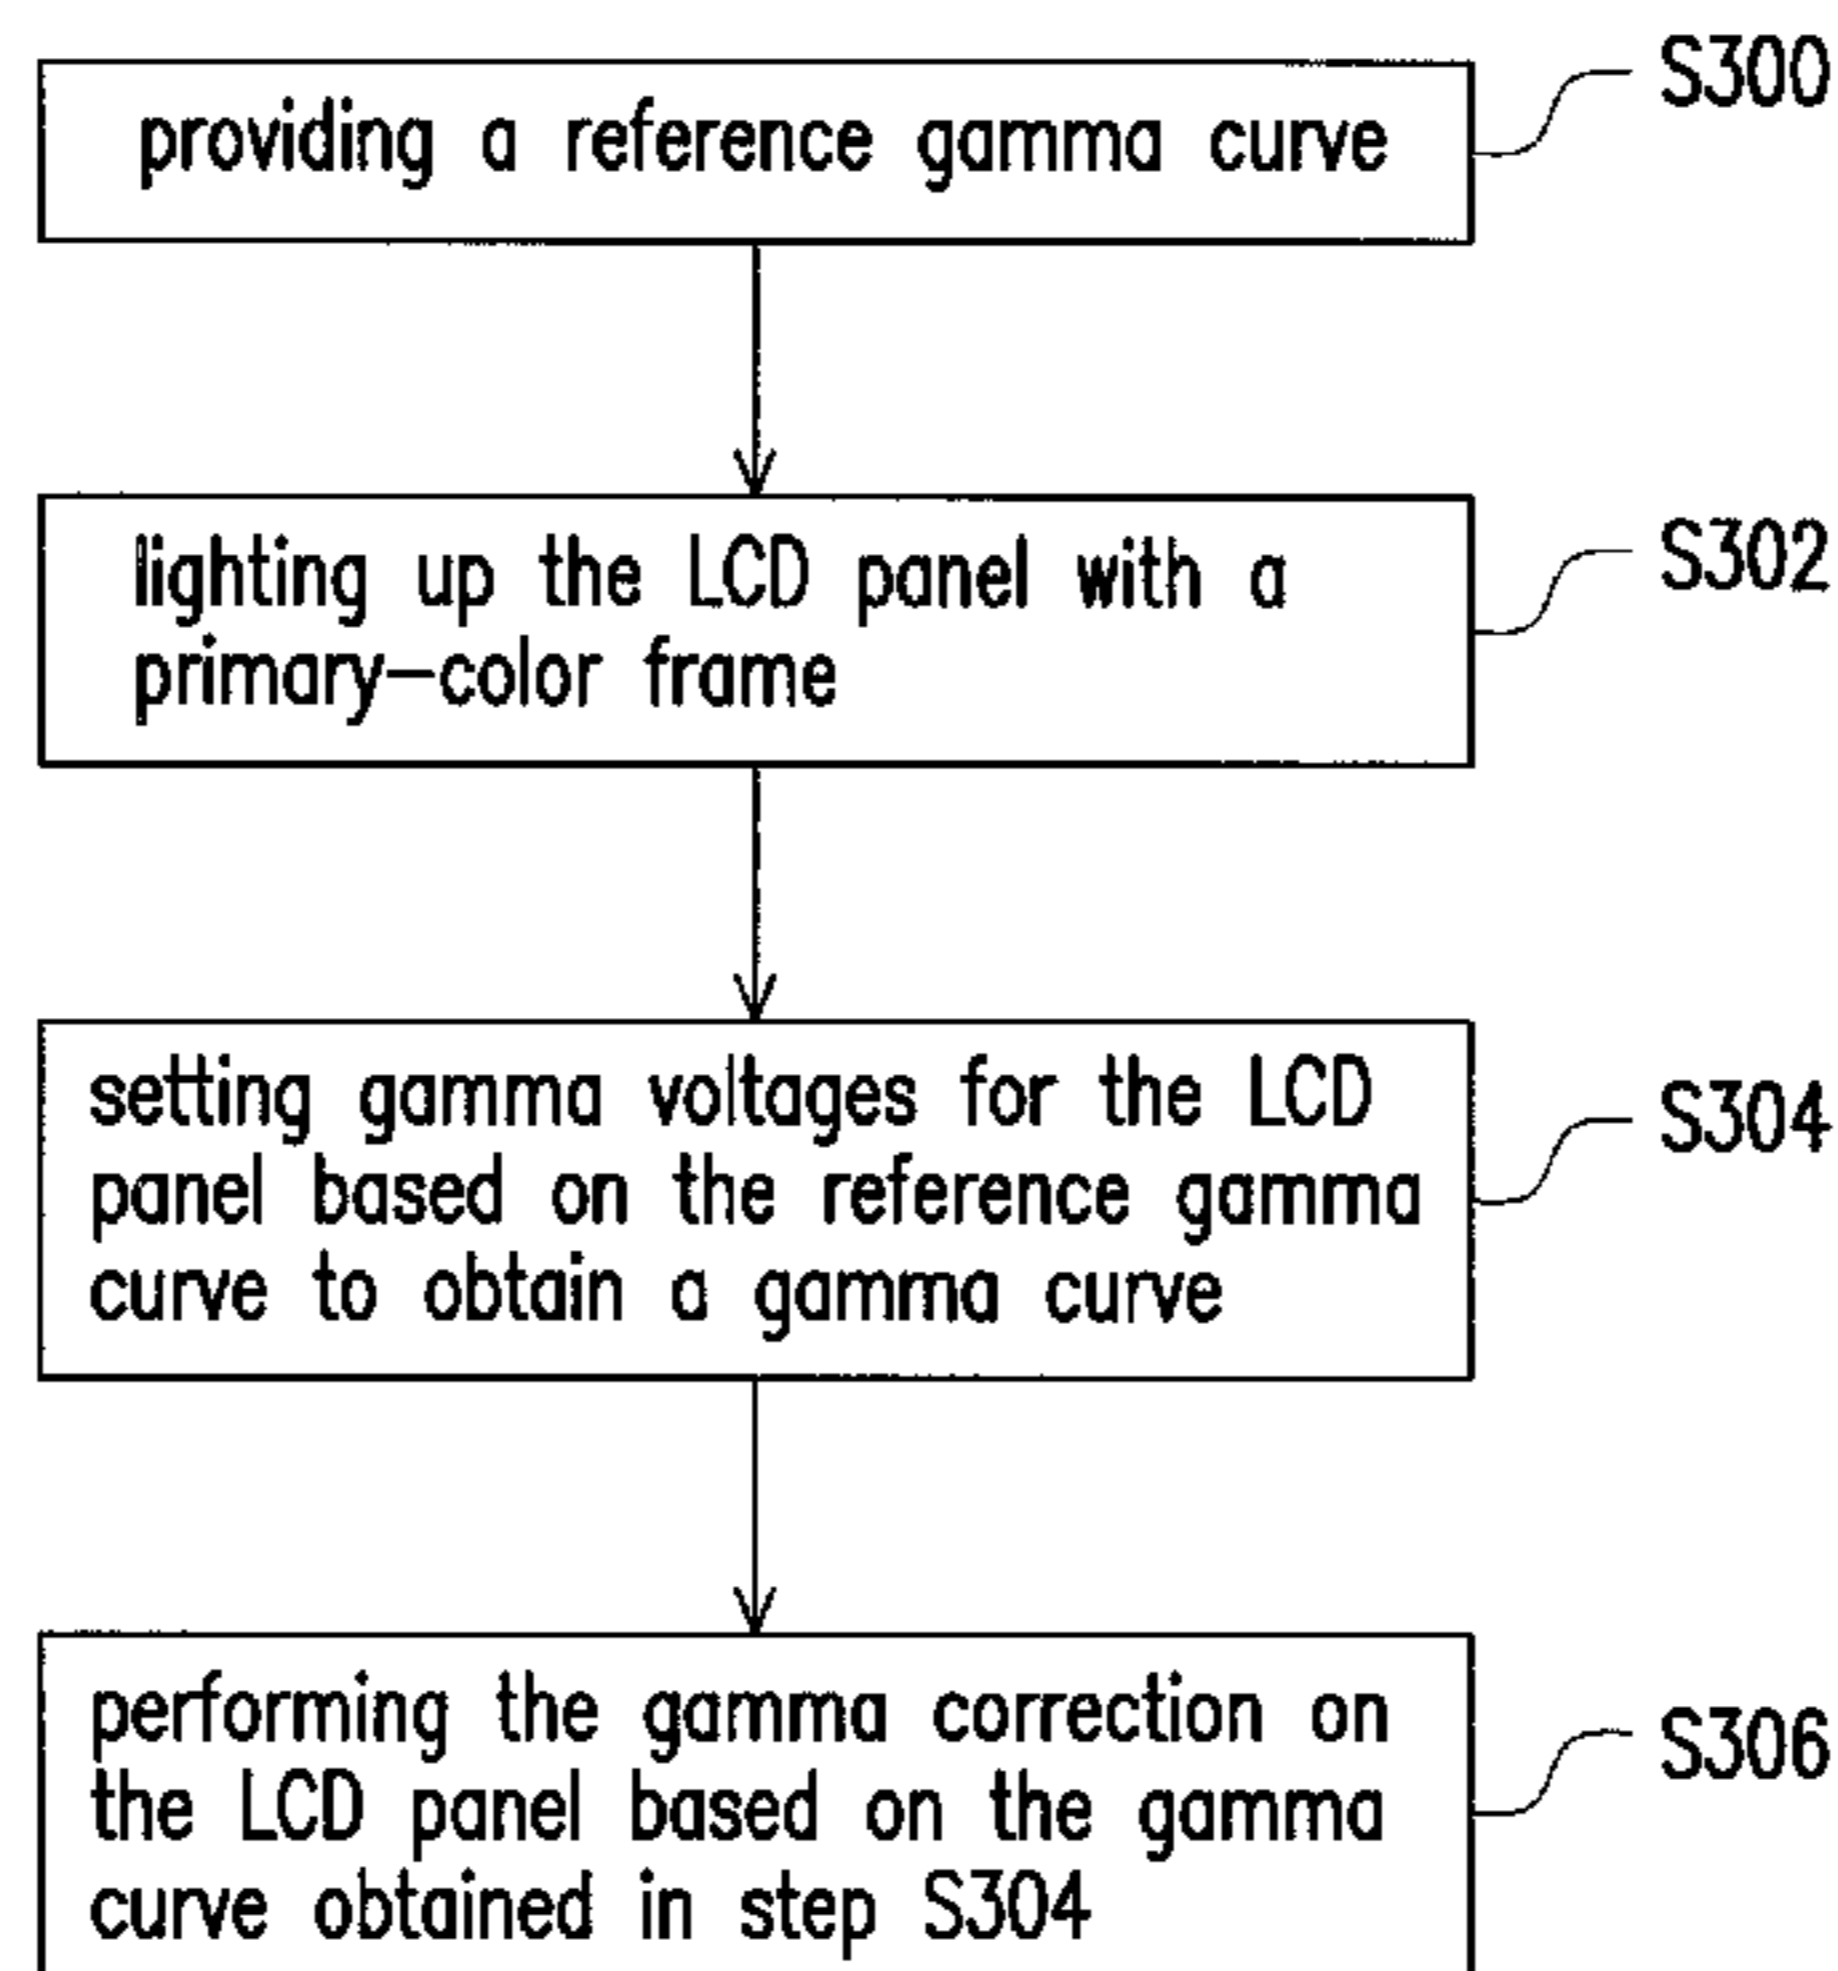 providing a reference gamma curve
S300
lighting up the LCD panel with a
primary-color frame
S302
setting gamma voltages for the LCD
panel based on the reference gamma
curve to obtain a gamma curve
S304
performing the gamma correction on
the LCD panel based on the gamma
curve obtained in step S304
S306